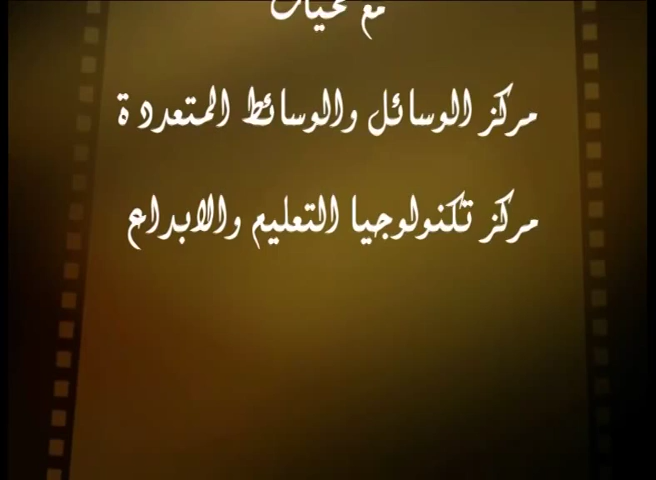 مع تحيات
مركز الوسائل والوسائط المتعددة
مركز تكنولوجيا التعليم والابداع